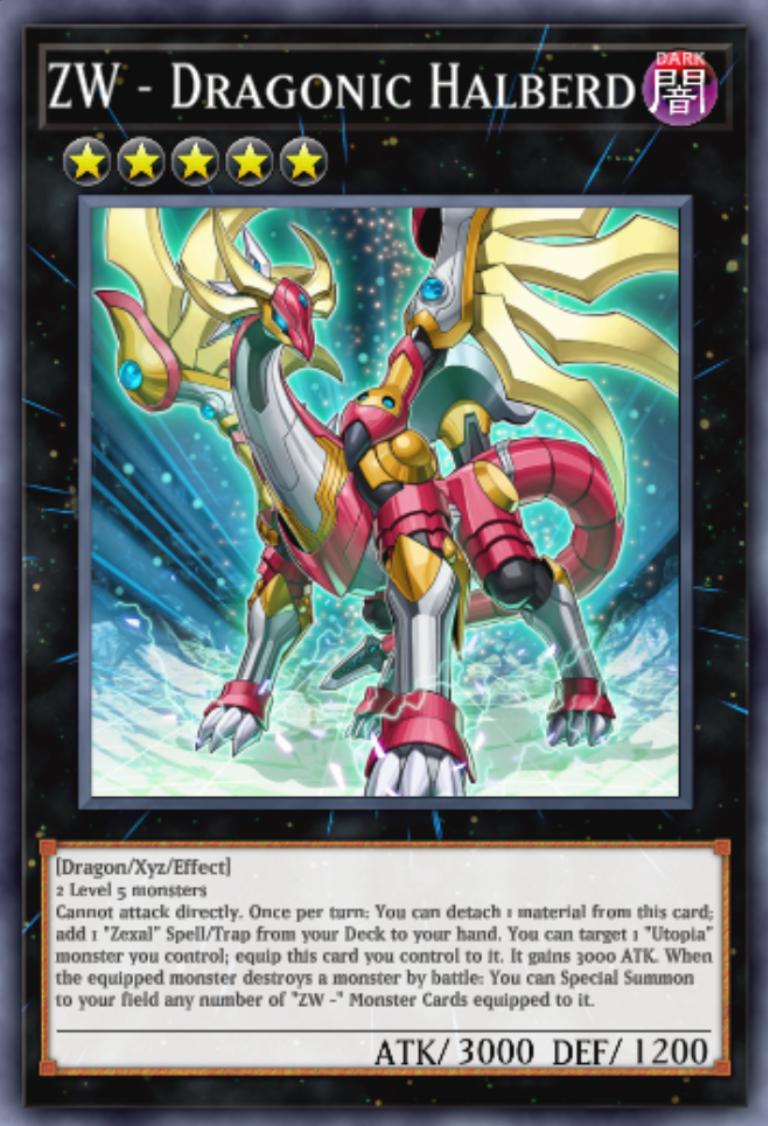 ZW - Dragonic Halberd
DARK
闇
[Dragon/Xyz/Effect]
2 Level 5 monsters
Cannot attack directly. Once per turn: You can detach 1 material from this card;
add 1 "Zexal" Spell/Trap from your Deck to your hand. You can target 1 "Utopia"
monster you control; equip this card you control to it. It gains 3000 ATK. When
the equipped monster destroys a monster by battle: You can Special Summon
to your field any number of "ZW -" Monster Cards equipped to it.
ATK/ 3000 DEF/ 1200